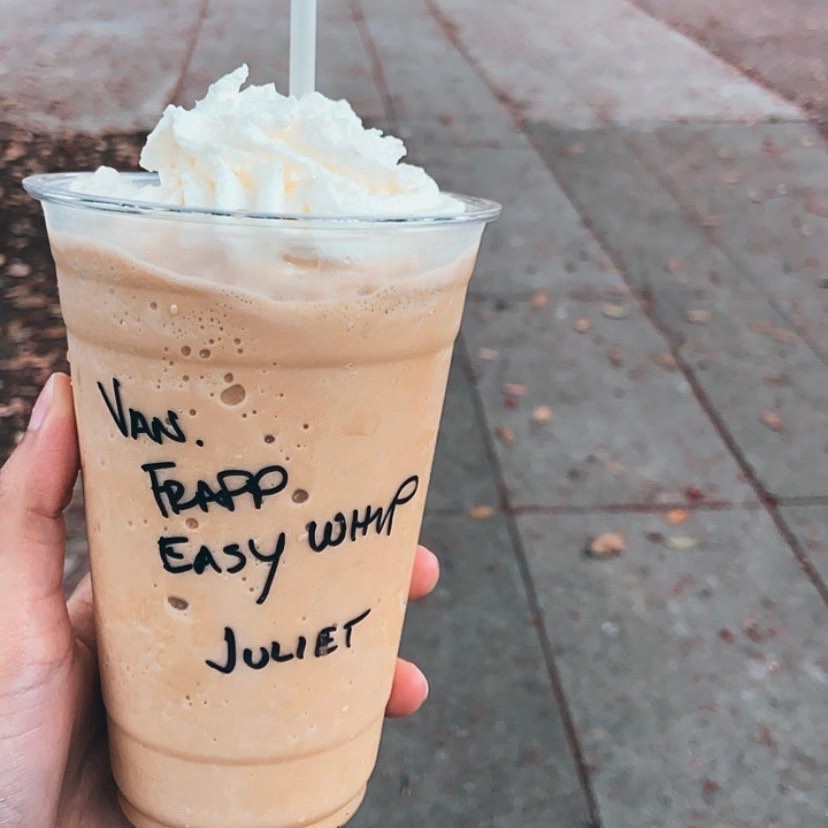 VAN.
FRAPP
EASY WHIP
JULIET